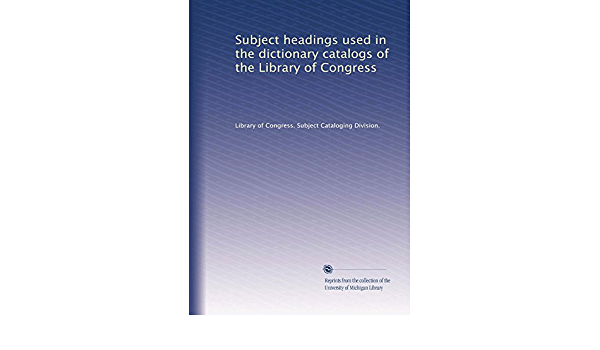 Subject headings used in
the dictionary catalogs of
the Library of Congress
Library of Congress. Subject Cataloging Division.
Reprints from the collection of the
University of Michigan Library